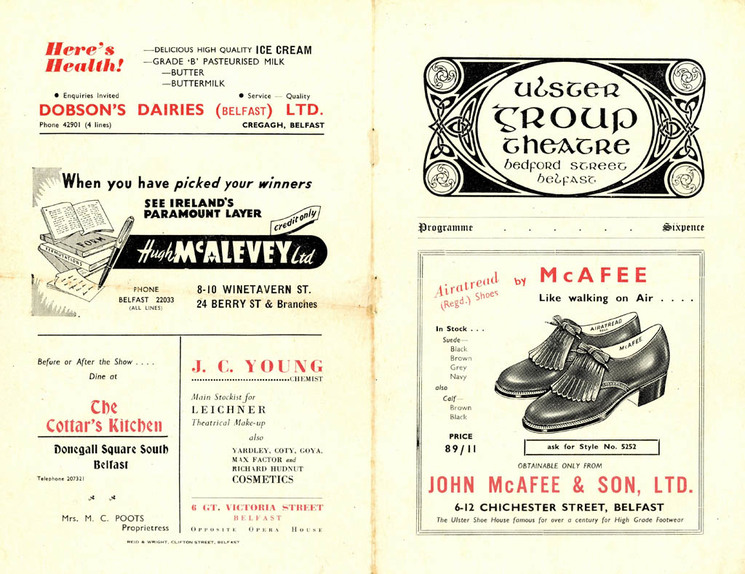 Here's
Health!
—DELICIOUS HIGH QUALITY ICE CREAM
—GRADE 'B' PASTEURISED MILK
—BUTTER
—BUTTERMILK
● Enquiries Invited
● Service — Quality
DOBSON'S DAIRIES (BELFAST) LTD.
Phone 42901 (4 lines)
CREGAGH, BELFAST
When you have picked your winners
SEE IRELAND'S
PARAMOUNT LAYER
credit only
Hugh McALEVEY Ltd
FORM
PERMUTATIONS
PHONE
BELFAST 22033
(ALL LINES)
8-10 WINETAVERN ST.
24 BERRY ST & Branches
Before or After the Show ....
Dine at
The
Cottar's Kitchen
Donegall Square South
Belfast
Telephone 20732
Mrs. M. C. POOTS
Proprietress
J. C. YOUNG
CHEMIST
Main Stockist for
LEICHNER
Theatrical Make-up
also
YARDLEY, COTY, GOYA,
MAX FACTOR and
RICHARD HUDNUT
COSMETICS
6 GT. VICTORIA STREET
BELFAST
OPPOSITE OPERA HOUSE
REID & WRIGHT, CLIFTON STREET, BELFAST
ULSTER
GROUP
THEATRE
bedford street
belfast
Programme . . . . . . Sixpence
Airatread
(Regd.) Shoes
by McAFEE
Like walking on Air ....
In Stock ...
Suede—
Black
Brown
Grey
Navy
also
Calf—
Brown
Black
PRICE
89/11
AIRATREAD
McAFEE
ask for Style No. 5252
OBTAINABLE ONLY FROM
JOHN McAFEE & SON, LTD.
6-12 CHICHESTER STREET, BELFAST
The Ulster Shoe House famous for over a century for High Grade Footwear